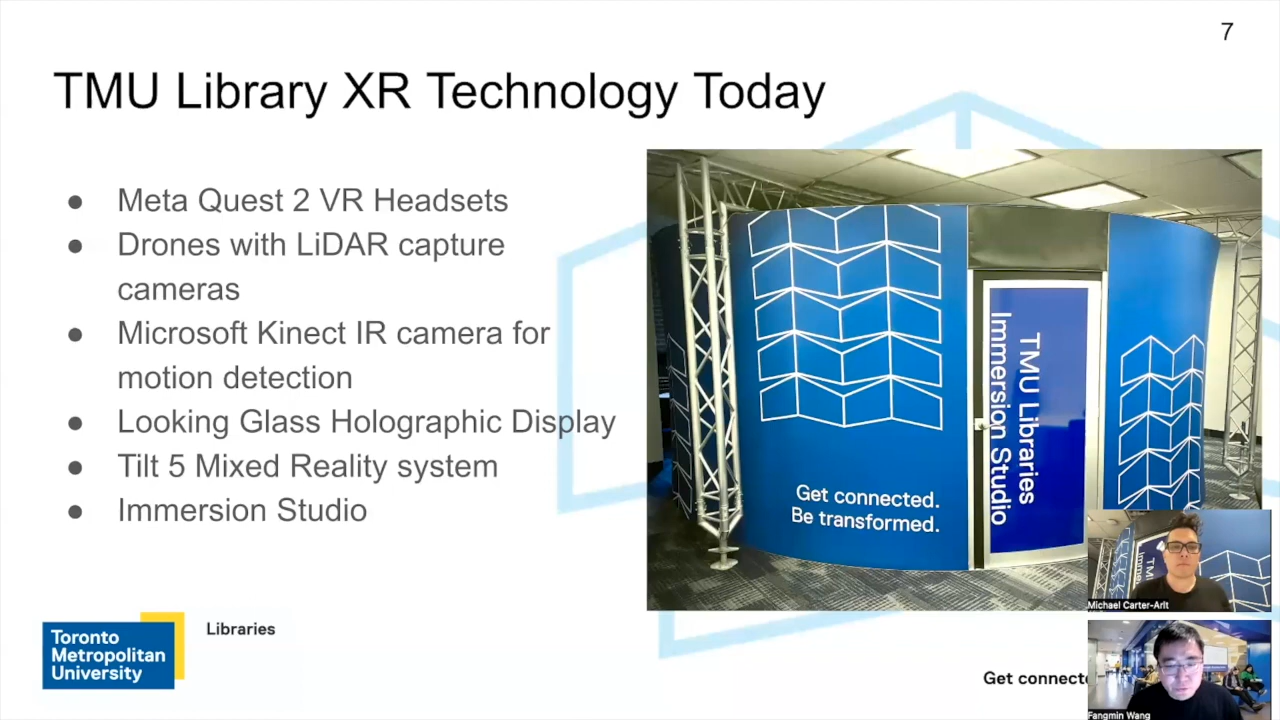 7
TMU Library XR Technology Today
● Meta Quest 2 VR Headsets
● Drones with LiDAR capture
cameras
● Microsoft Kinect IR camera for
motion detection
● Looking Glass Holographic Display
● Tilt 5 Mixed Reality system
● Immersion Studio
Get connected.
Be transformed.
TMU Libraries
Immersion Studio
Toronto
Metropolitan
University
Libraries
Get connecte
Michael Carter-Arit
Fangmin Wang